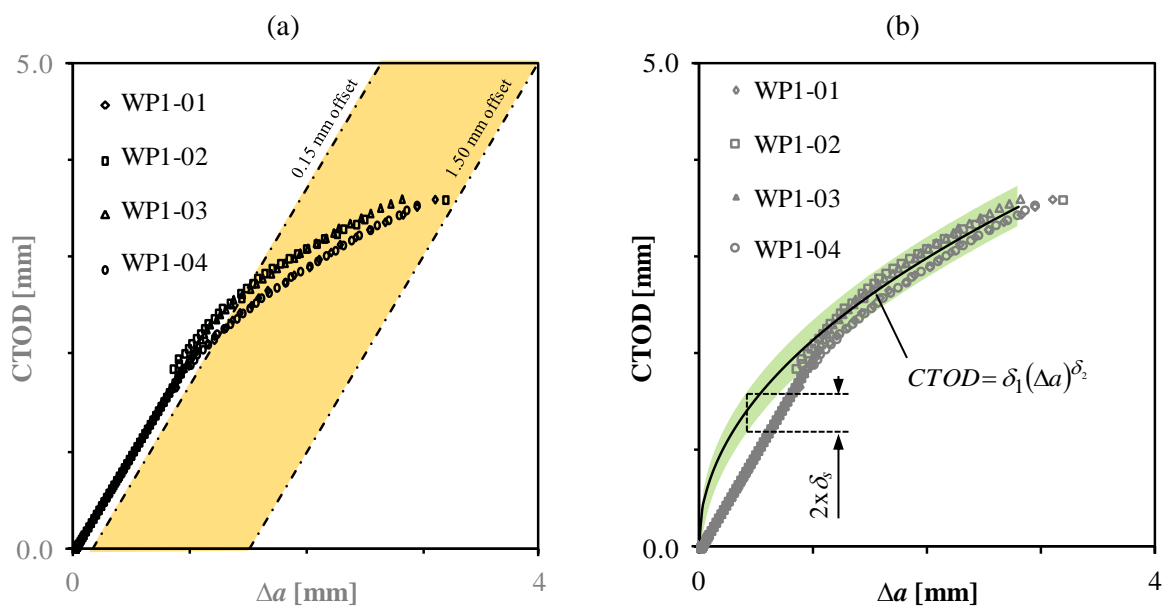 (a)
5.0
CTOD [mm]
WP1-01
WP1-02
WP1-03
WP1-04
0.15 mm offset
1.50 mm offset
0.0
0
2
4
Δa [mm]
(b)
5.0
CTOD [mm]
WP1-01
WP1-02
WP1-03
WP1-04
CTOD = δ₁(Δa)^δ₂
2xδₛ
0.0
0
2
4
Δa [mm]